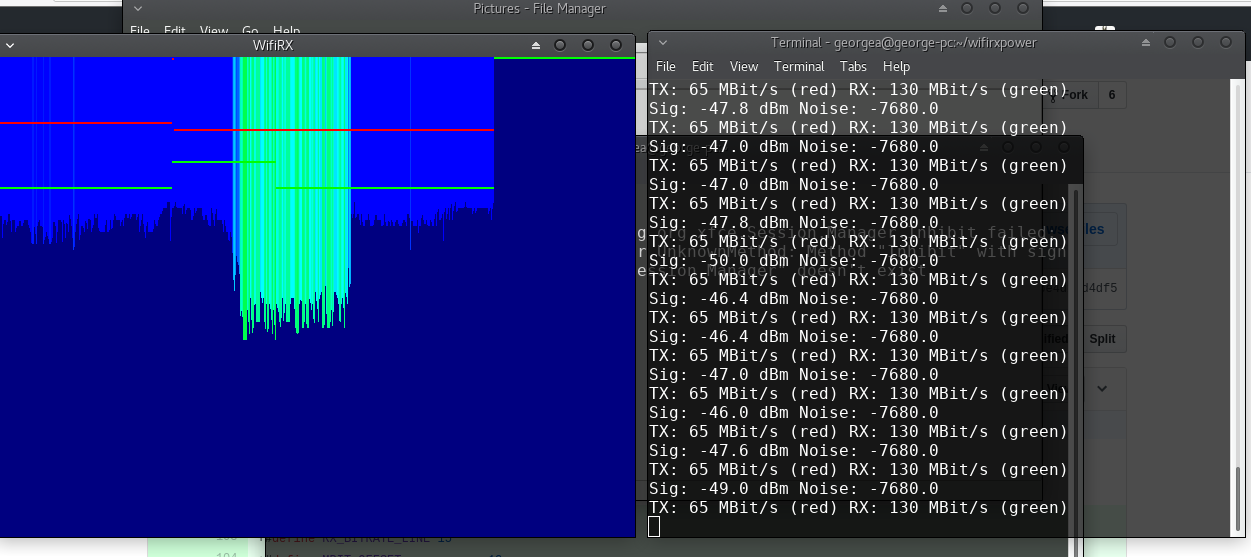 Pictures - File Manager
File Edit View Go Help
WifiRX
Terminal - georgea@george-pc:~/wifirxpower
File Edit View Terminal Tabs Help
TX: 65 MBit/s (red) RX: 130 MBit/s (green)
Sig: -47.8 dBm Noise: -7680.0
TX: 65 MBit/s (red) RX: 130 MBit/s (green)
Sig: -47.0 dBm Noise: -7680.0
TX: 65 MBit/s (red) RX: 130 MBit/s (green)
Sig: -47.0 dBm Noise: -7680.0
TX: 65 MBit/s (red) RX: 130 MBit/s (green)
Sig: -47.8 dBm Noise: -7680.0
TX: 65 MBit/s (red) RX: 130 MBit/s (green)
Sig: -50.0 dBm Noise: -7680.0
TX: 65 MBit/s (red) RX: 130 MBit/s (green)
Sig: -46.4 dBm Noise: -7680.0
TX: 65 MBit/s (red) RX: 130 MBit/s (green)
Sig: -46.4 dBm Noise: -7680.0
TX: 65 MBit/s (red) RX: 130 MBit/s (green)
Sig: -47.0 dBm Noise: -7680.0
TX: 65 MBit/s (red) RX: 130 MBit/s (green)
Sig: -46.0 dBm Noise: -7680.0
TX: 65 MBit/s (red) RX: 130 MBit/s (green)
Sig: -47.6 dBm Noise: -7680.0
TX: 65 MBit/s (red) RX: 130 MBit/s (green)
Sig: -49.0 dBm Noise: -7680.0
TX: 65 MBit/s (red) RX: 130 MBit/s (green)
Fork 6
d4df5
Split